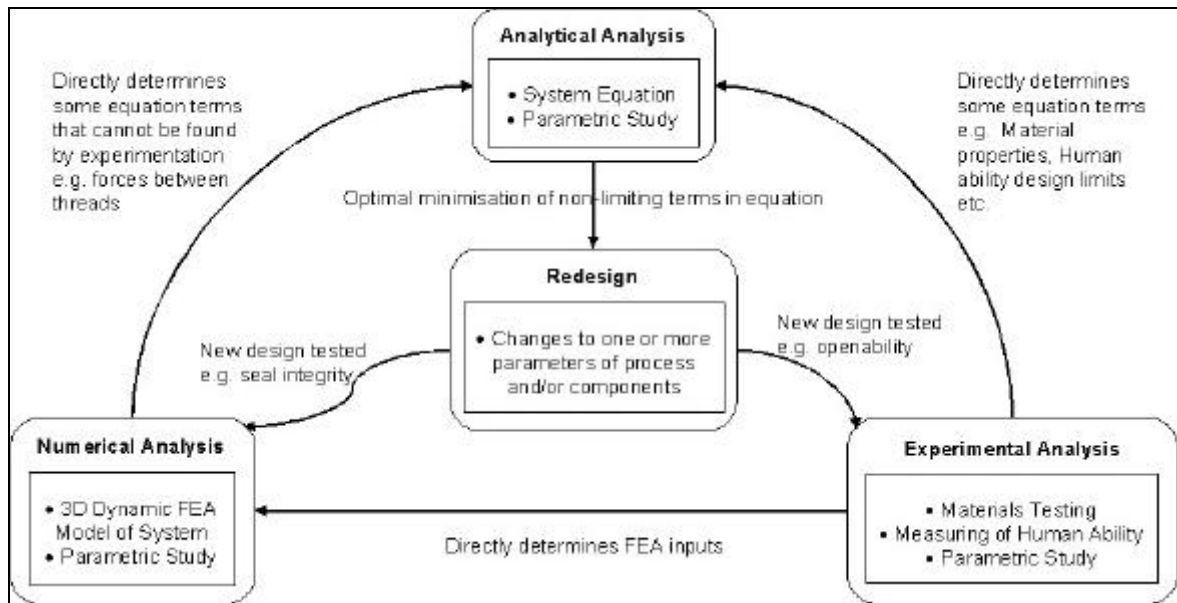 Analytical Analysis
• System Equation
• Parametric Study
Directly determines
some equation terms
that cannot be found
by experimentation
e.g. forces between
threads
Directly determines
some equation terms
e.g. Material
properties, Human
ability design limits
etc.
Optimal minimisation of non-limiting terms in equation
Redesign
• Changes to one or more
parameters of process
and/or components
New design tested
e.g. seal integrity
New design tested
e.g. openability
Numerical Analysis
• 3D Dynamic FEA
Model of System
• Parametric Study
Experimental Analysis
• Materials Testing
• Measuring of Human Ability
• Parametric Study
Directly determines FEA inputs